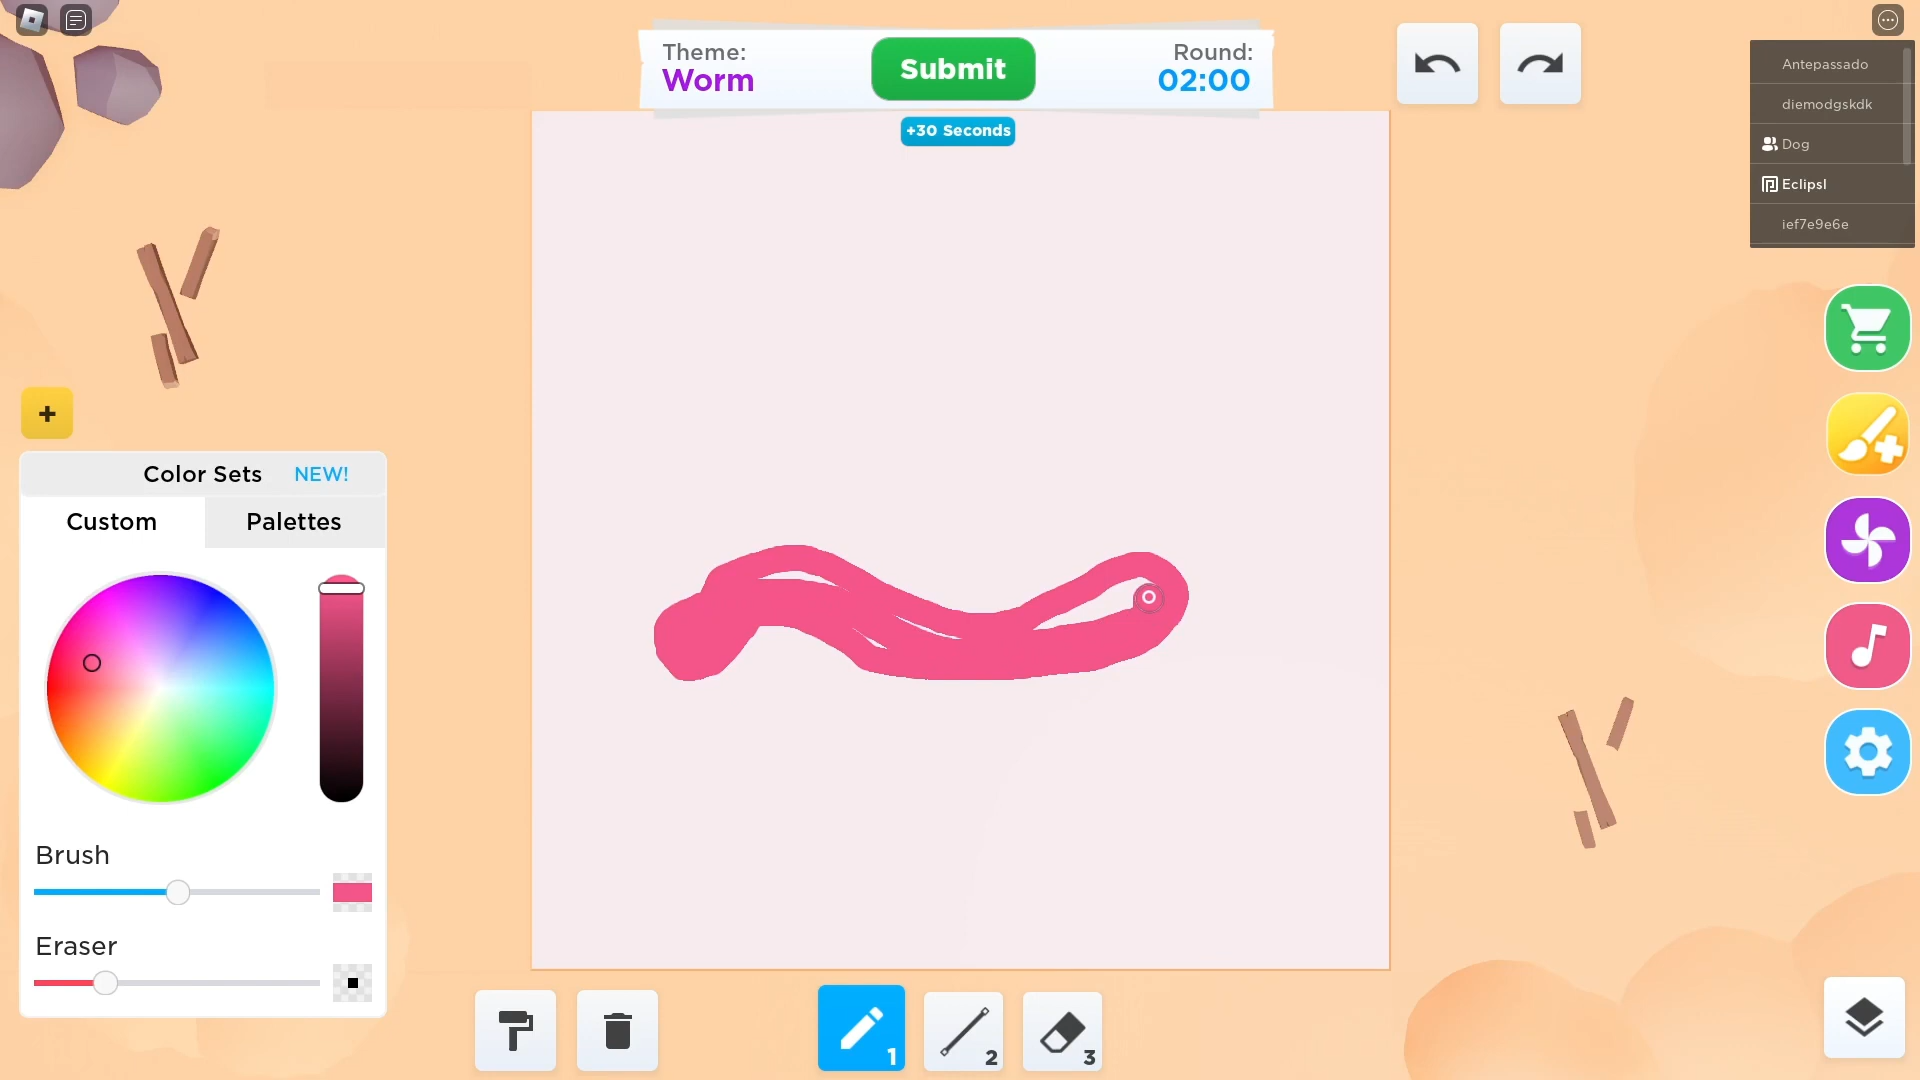 Theme:
Worm
Submit
Round:
02:00
+30 Seconds
Antepassado
diemodgskdk
Dog
Eclipsl
ief7e9e6e
+
Color Sets NEW!
Custom Palettes
Brush
Eraser
1
2
3